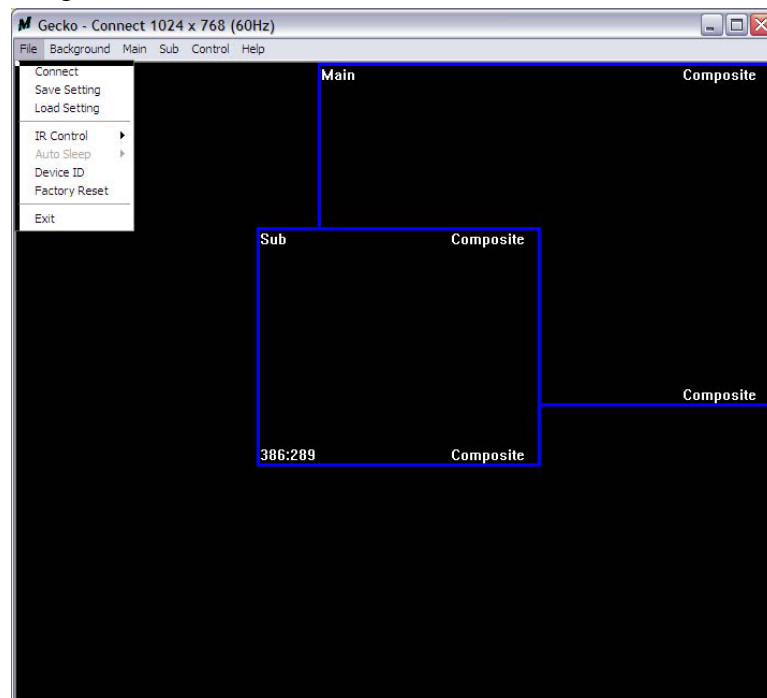 Gecko - Connect 1024 x 768 (60Hz)
File Background Main Sub Control Help
Connect
Save Setting
Load Setting
IR Control
Auto Sleep
Device ID
Factory Reset
Exit
Main Composite
Sub Composite
Composite
386:289 Composite